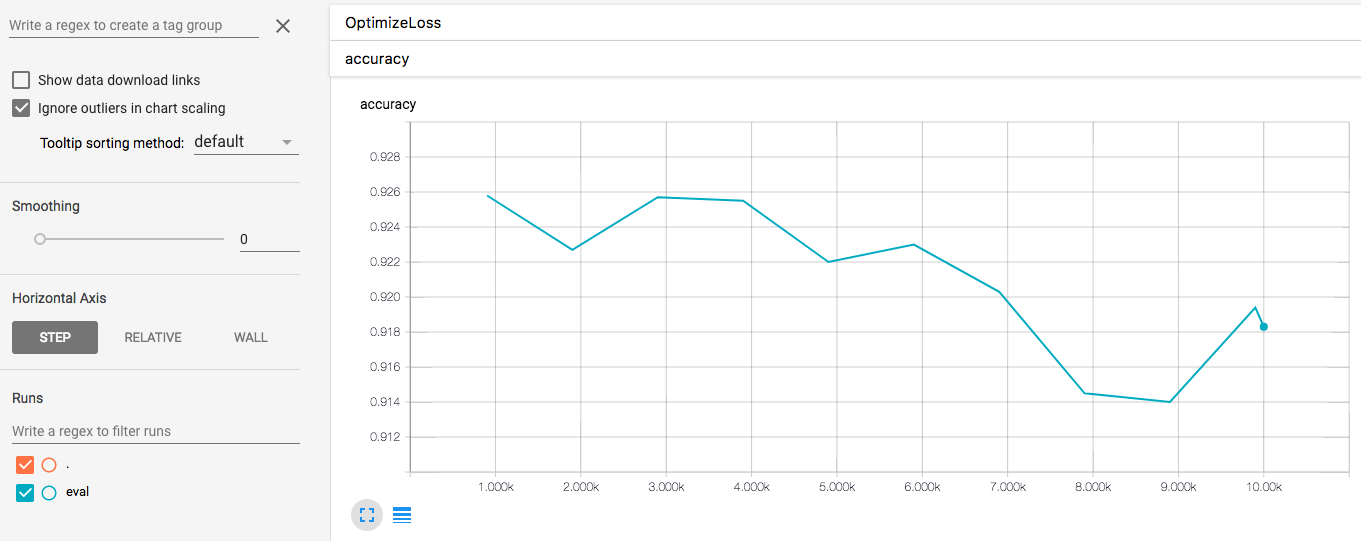 Write a regex to create a tag group
Show data download links
Ignore outliers in chart scaling
Tooltip sorting method: default
Smoothing
0
Horizontal Axis
STEP RELATIVE WALL
Runs
Write a regex to filter runs
.
eval
OptimizeLoss
accuracy
accuracy
0.928
0.926
0.924
0.922
0.920
0.918
0.916
0.914
0.912
1.000k 2.000k 3.000k 4.000k 5.000k 6.000k 7.000k 8.000k 9.000k 10.00k